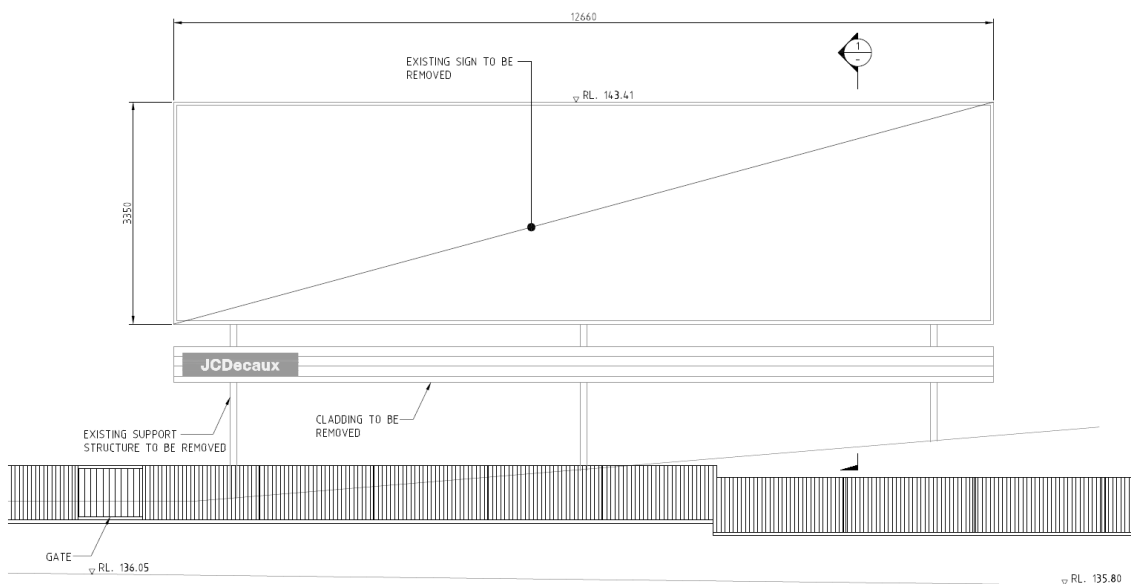 12660
1
-
EXISTING SIGN TO BE
REMOVED
RL. 143.41
3350
JCDecaux
CLADDING TO BE
REMOVED
EXISTING SUPPORT
STRUCTURE TO BE REMOVED
GATE
RL. 136.05
RL. 135.80